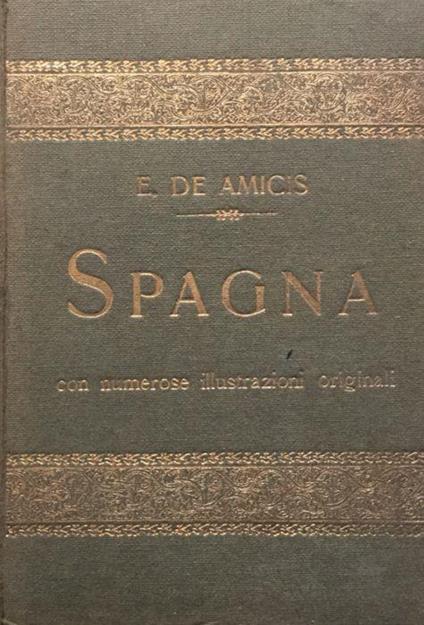 E. DE AMICIS
SPAGNA
con numerose illustrazioni originali